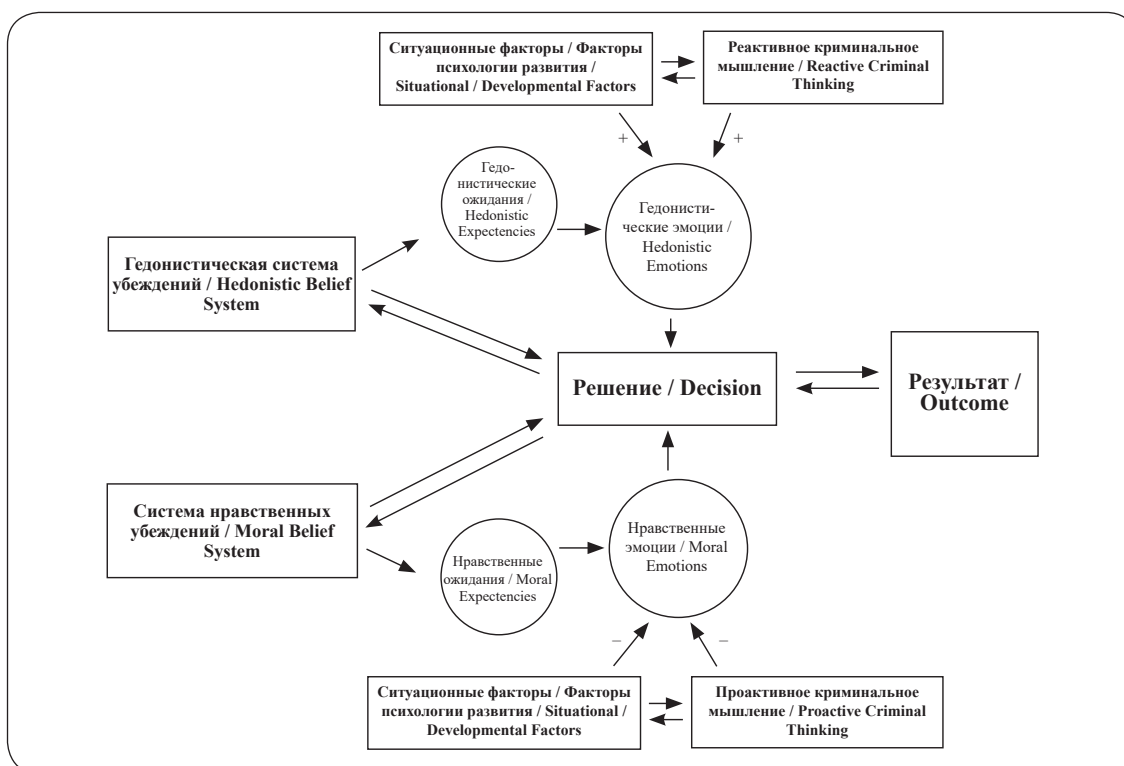 Ситуационные факторы / Факторы
психологии развития /
Situational / Developmental Factors
Реактивное криминальное
мышление / Reactive Criminal
Thinking
+
+
Гедо-
нистические
ожидания /
Hedonistic
Expectencies
Гедонисти-
ческие эмоции /
Hedonistic
Emotions
Гедонистическая система
убеждений / Hedonistic Belief
System
Решение / Decision
Результат /
Outcome
Система нравственных
убеждений / Moral Belief
System
Нравственные
ожидания / Moral
Expectencies
Нравственные
эмоции / Moral
Emotions
–
–
Ситуационные факторы / Факторы
психологии развития / Situational /
Developmental Factors
Проактивное криминальное
мышление / Proactive Criminal
Thinking